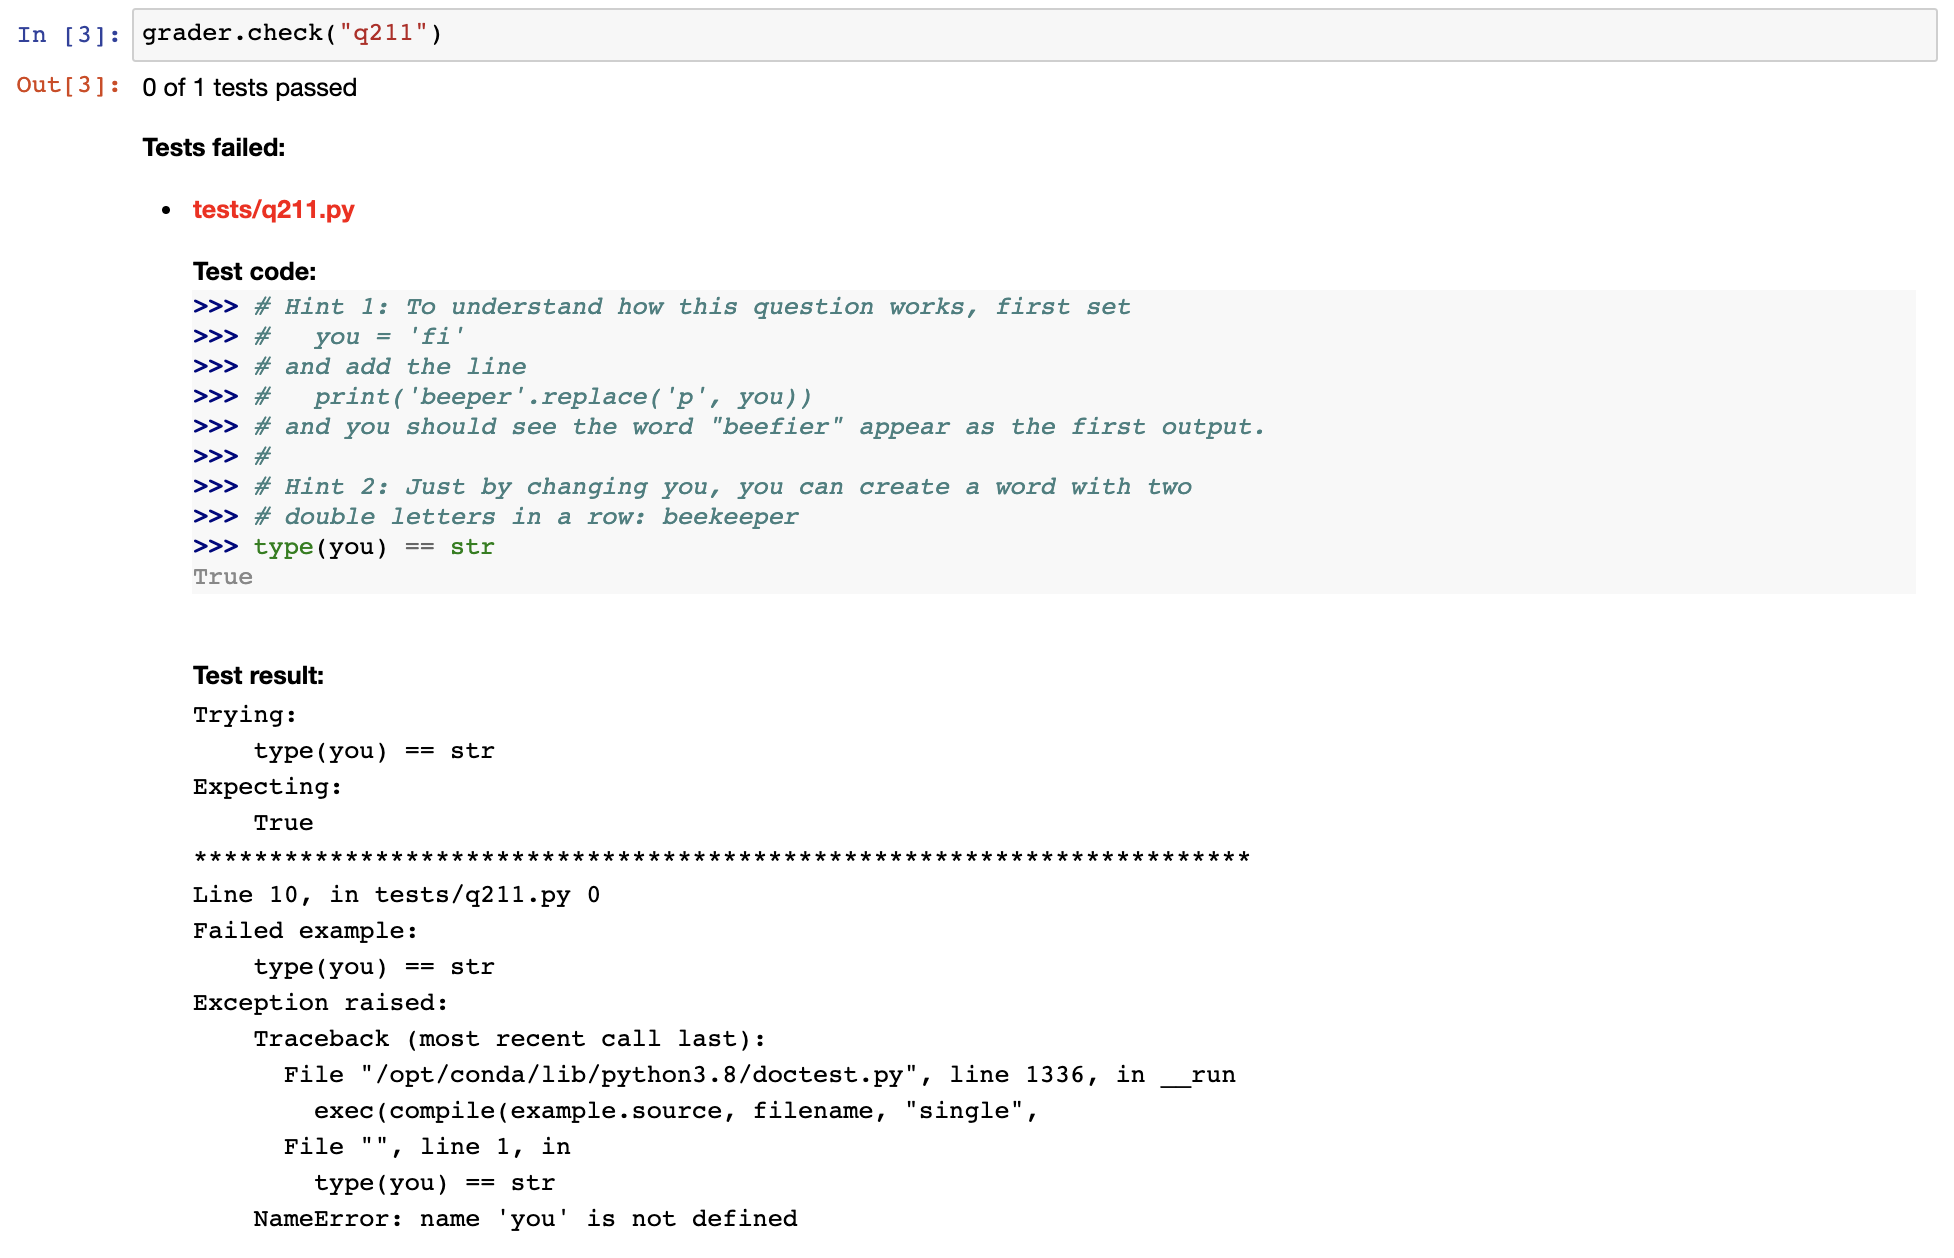 In [3]: grader.check("q211")
Out[3]: 0 of 1 tests passed
Tests failed:
• tests/q211.py
Test code:
>>> # Hint 1: To understand how this question works, first set
>>> #   you = 'fi'
>>> # and add the line
>>> #   print('beeper'.replace('p', you))
>>> # and you should see the word "beefier" appear as the first output.
>>> #
>>> # Hint 2: Just by changing you, you can create a word with two
>>> # double letters in a row: beekeeper
>>> type(you) == str
True
Test result:
Trying:
    type(you) == str
Expecting:
    True
**********************************************************************
Line 10, in tests/q211.py 0
Failed example:
    type(you) == str
Exception raised:
    Traceback (most recent call last):
      File "/opt/conda/lib/python3.8/doctest.py", line 1336, in __run
        exec(compile(example.source, filename, "single",
      File "", line 1, in
        type(you) == str
    NameError: name 'you' is not defined